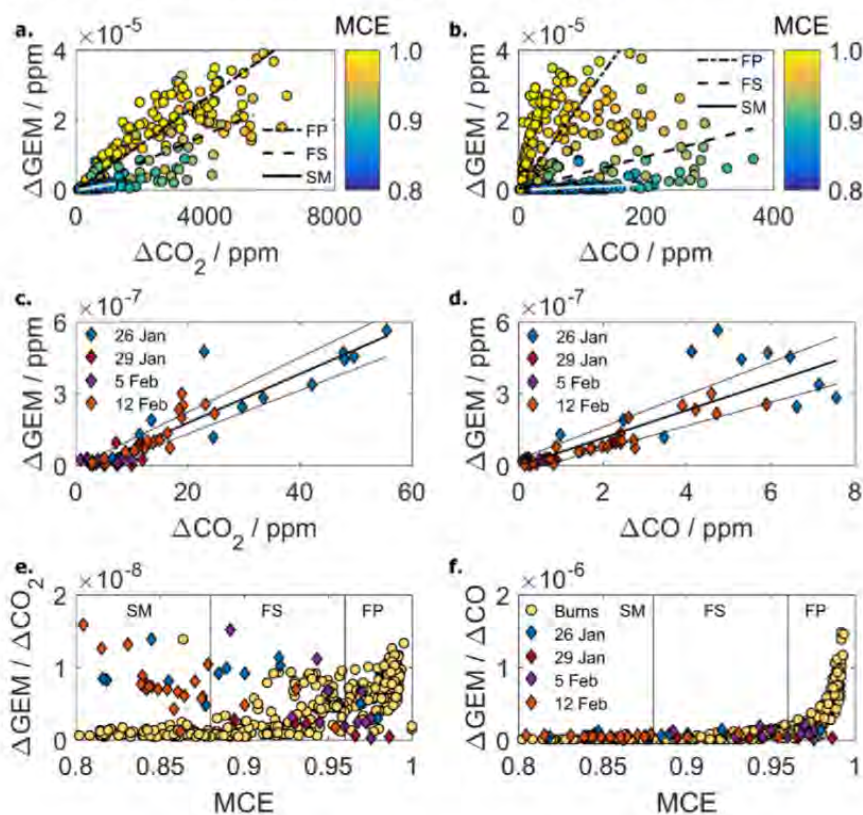 a. ×10⁻⁵ MCE
b. ×10⁻⁵ MCE
4 1.0
2 0.9
0 0.8
0 4000 8000
ΔGEM / ppm
ΔCO₂ / ppm
FP
FS
SM
4 1.0
2 0.9
0 0.8
0 200 400
ΔGEM / ppm
ΔCO / ppm
FP
FS
SM
c. ×10⁻⁷
6
3
0
0 20 40 60
ΔGEM / ppm
ΔCO₂ / ppm
26 Jan
29 Jan
5 Feb
12 Feb
d. ×10⁻⁷
6
3
0
0 2 4 6 8
ΔGEM / ppm
ΔCO / ppm
26 Jan
29 Jan
5 Feb
12 Feb
e. ×10⁻⁸
2
1
0
0.8 0.85 0.9 0.95 1
ΔGEM / ΔCO₂
MCE
SM FS FP
f. ×10⁻⁶
2
1
0
0.8 0.85 0.9 0.95 1
ΔGEM / ΔCO
MCE
SM FS FP
Burns
26 Jan
29 Jan
5 Feb
12 Feb